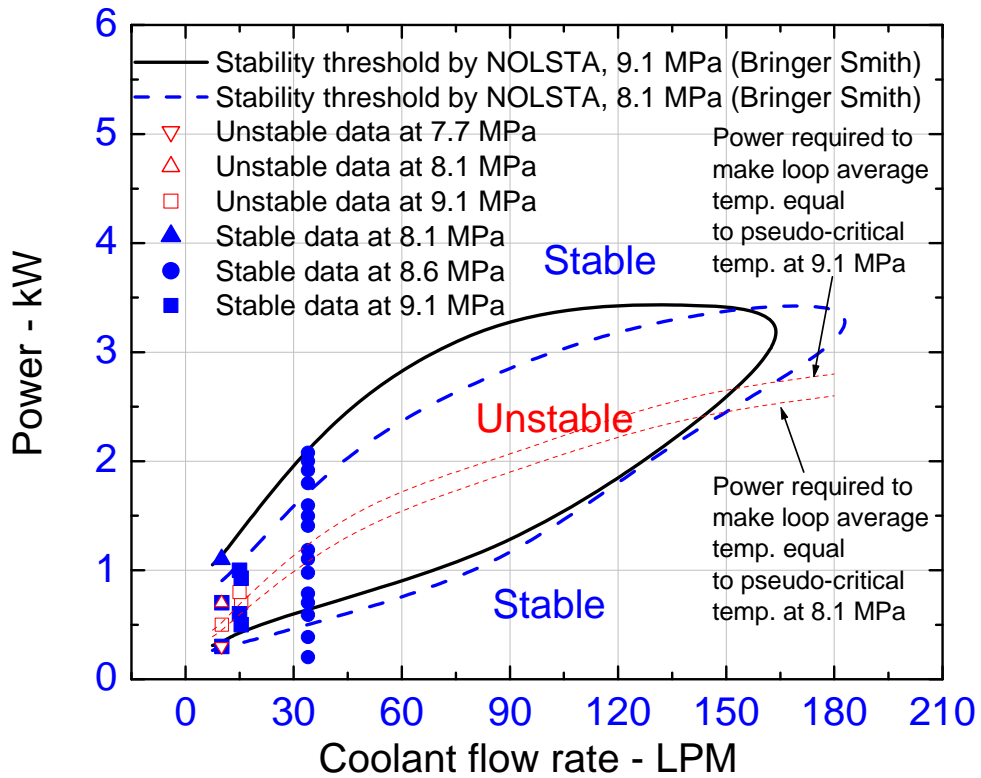 6
5
4
3
2
1
0
Power - kW
Stability threshold by NOLSTA, 9.1 MPa (Bringer Smith)
Stability threshold by NOLSTA, 8.1 MPa (Bringer Smith)
Unstable data at 7.7 MPa
Unstable data at 8.1 MPa
Unstable data at 9.1 MPa
Stable data at 8.1 MPa
Stable data at 8.6 MPa
Stable data at 9.1 MPa
Power required to
make loop average
temp. equal
to pseudo-critical
temp. at 9.1 MPa
Stable
Unstable
Stable
Power required to
make loop average
temp. equal
to pseudo-critical
temp. at 8.1 MPa
0 30 60 90 120 150 180 210
Coolant flow rate - LPM